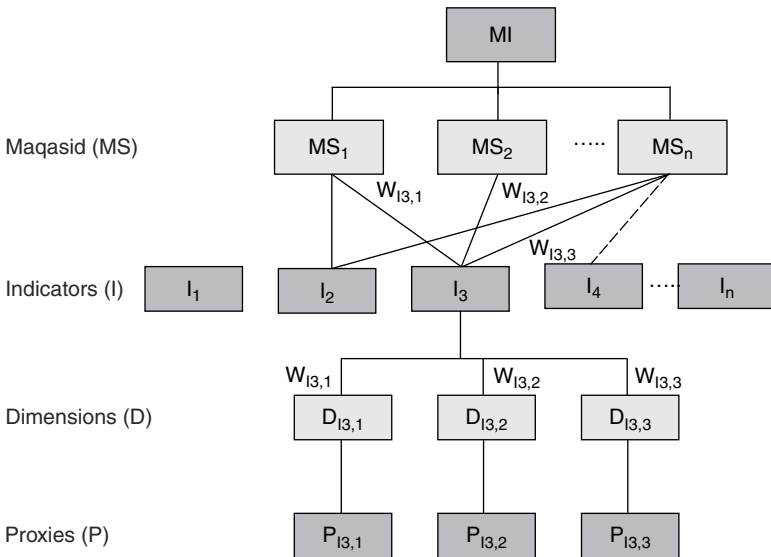 MI
Maqasid (MS)
MS1 MS2 ..... MSn
WI3,1 WI3,2
WI3,3
Indicators (I)
I1 I2 I3 I4 ..... In
WI3,1 WI3,2 WI3,3
Dimensions (D)
DI3,1 DI3,2 DI3,3
Proxies (P)
PI3,1 PI3,2 PI3,3